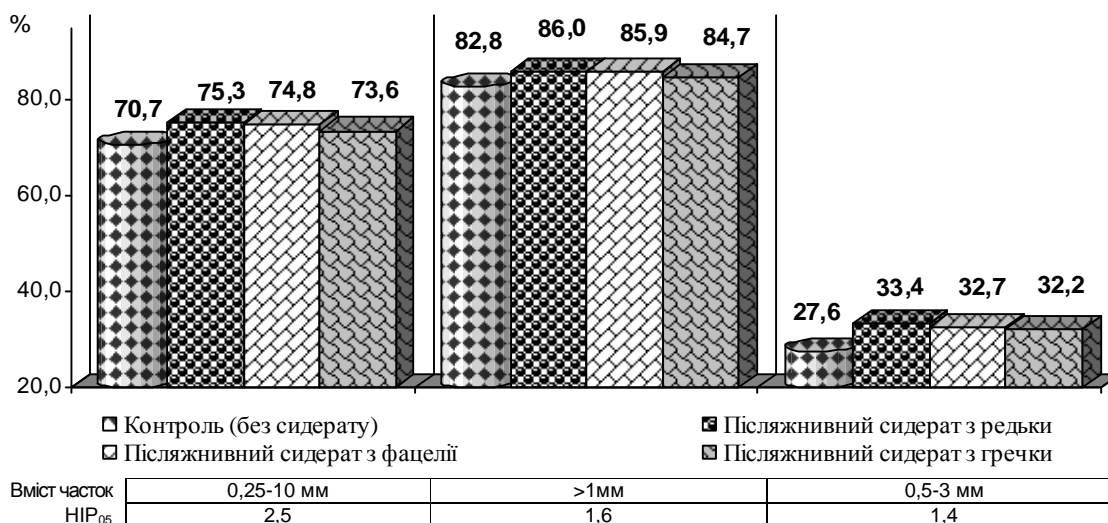 %
82,8 86,0 85,9 84,7
70,7 75,3 74,8 73,6
80,0
60,0
40,0
27,6 33,4 32,7 32,2
20,0
Контроль (без сидерату) Післяжнивний сидерат з редьки
Післяжнивний сидерат з фацелії Післяжнивний сидерат з гречки
Вміст часток 0,25-10 мм >1мм 0,5-3 мм
НІР05 2,5 1,6 1,4